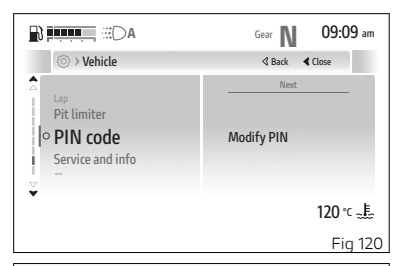 A Gear N 09:09 am
> Vehicle Back Close
Next
Lap
Pit limiter
PIN code Modify PIN
Service and info
120 °C
Fig 120